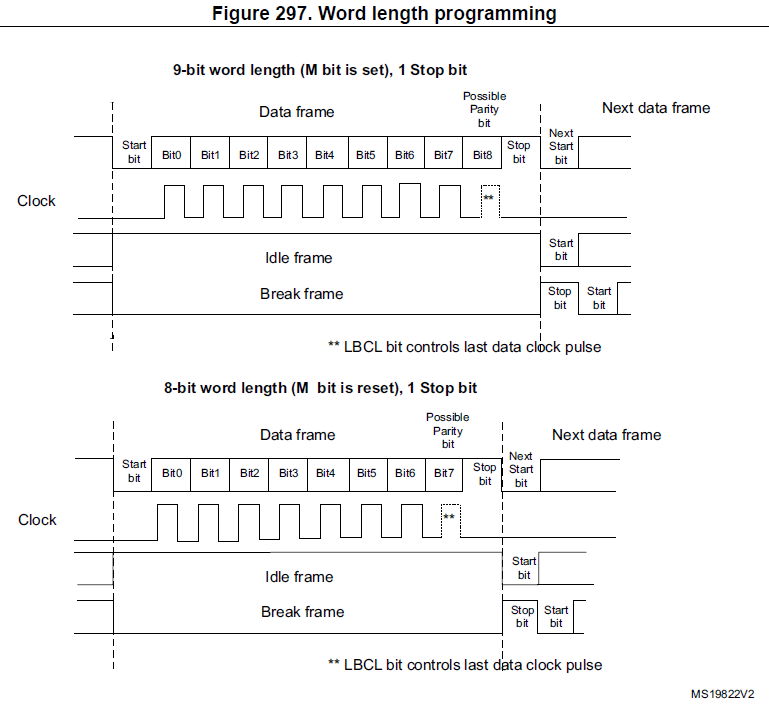 Figure 297. Word length programming
9-bit word length (M bit is set), 1 Stop bit
Data frame
Possible
Parity
bit
Next data frame
Start
bit
Bit0
Bit1
Bit2
Bit3
Bit4
Bit5
Bit6
Bit7
Bit8
Stop
bit
Next
Start
bit
Clock
**
Idle frame
Start
bit
Break frame
Stop
bit
Start
bit
** LBCL bit controls last data clock pulse
8-bit word length (M bit is reset), 1 Stop bit
Data frame
Possible
Parity
bit
Next data frame
Start
bit
Bit0
Bit1
Bit2
Bit3
Bit4
Bit5
Bit6
Bit7
Stop
bit
Next
Start
bit
Clock
**
Idle frame
Start
bit
Break frame
Stop
bit
Start
bit
** LBCL bit controls last data clock pulse
MS19822V2